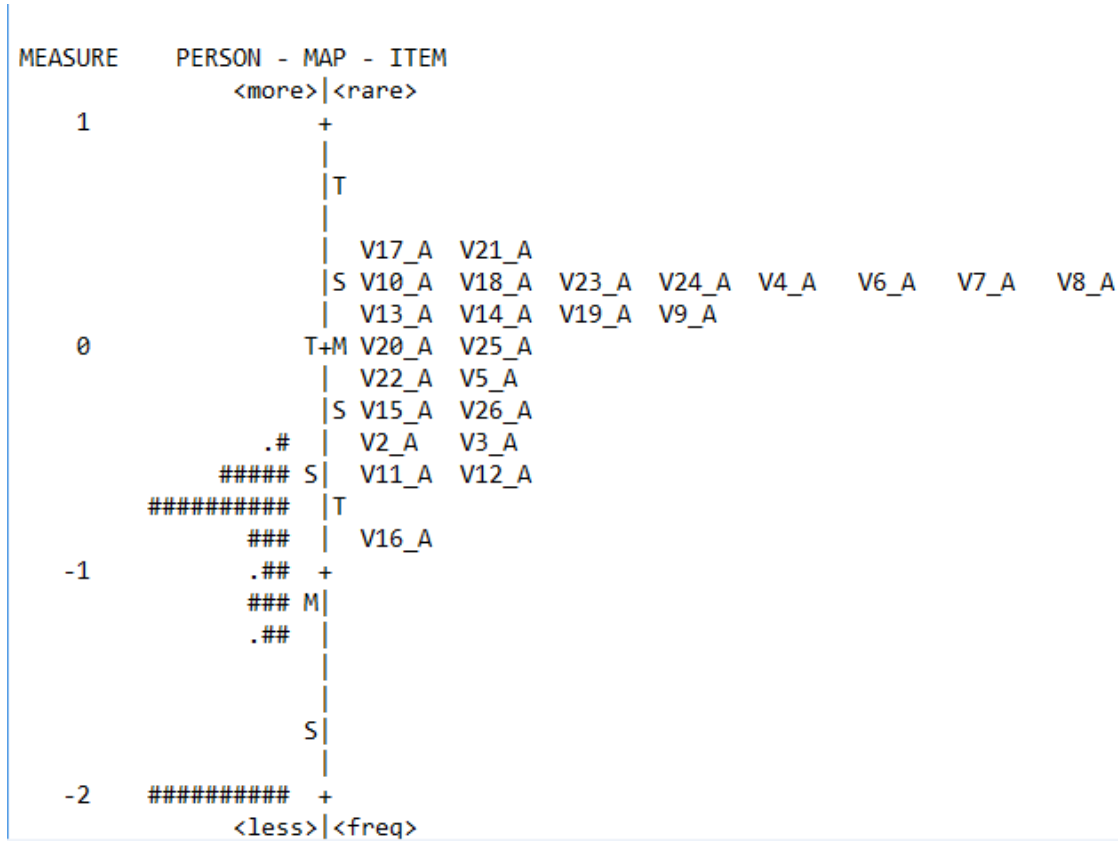 MEASURE    PERSON - MAP - ITEM
               <more>|<rare>
    1                +
                     |
                     |T
                     |
                     |  V17_A  V21_A
                     |S V10_A  V18_A  V23_A  V24_A  V4_A   V6_A   V7_A   V8_A
                     |  V13_A  V14_A  V19_A  V9_A
    0               T+M V20_A  V25_A
                     |  V22_A  V5_A
                     |S V15_A  V26_A
                 .#  |  V2_A   V3_A
              ##### S|  V11_A  V12_A
         ##########  |T
                ###  |  V16_A
   -1            .## +
                ### M|
                .##  |
                     |
                     |
                    S|
                     |
   -2    ##########  +
               <less>|<freq>